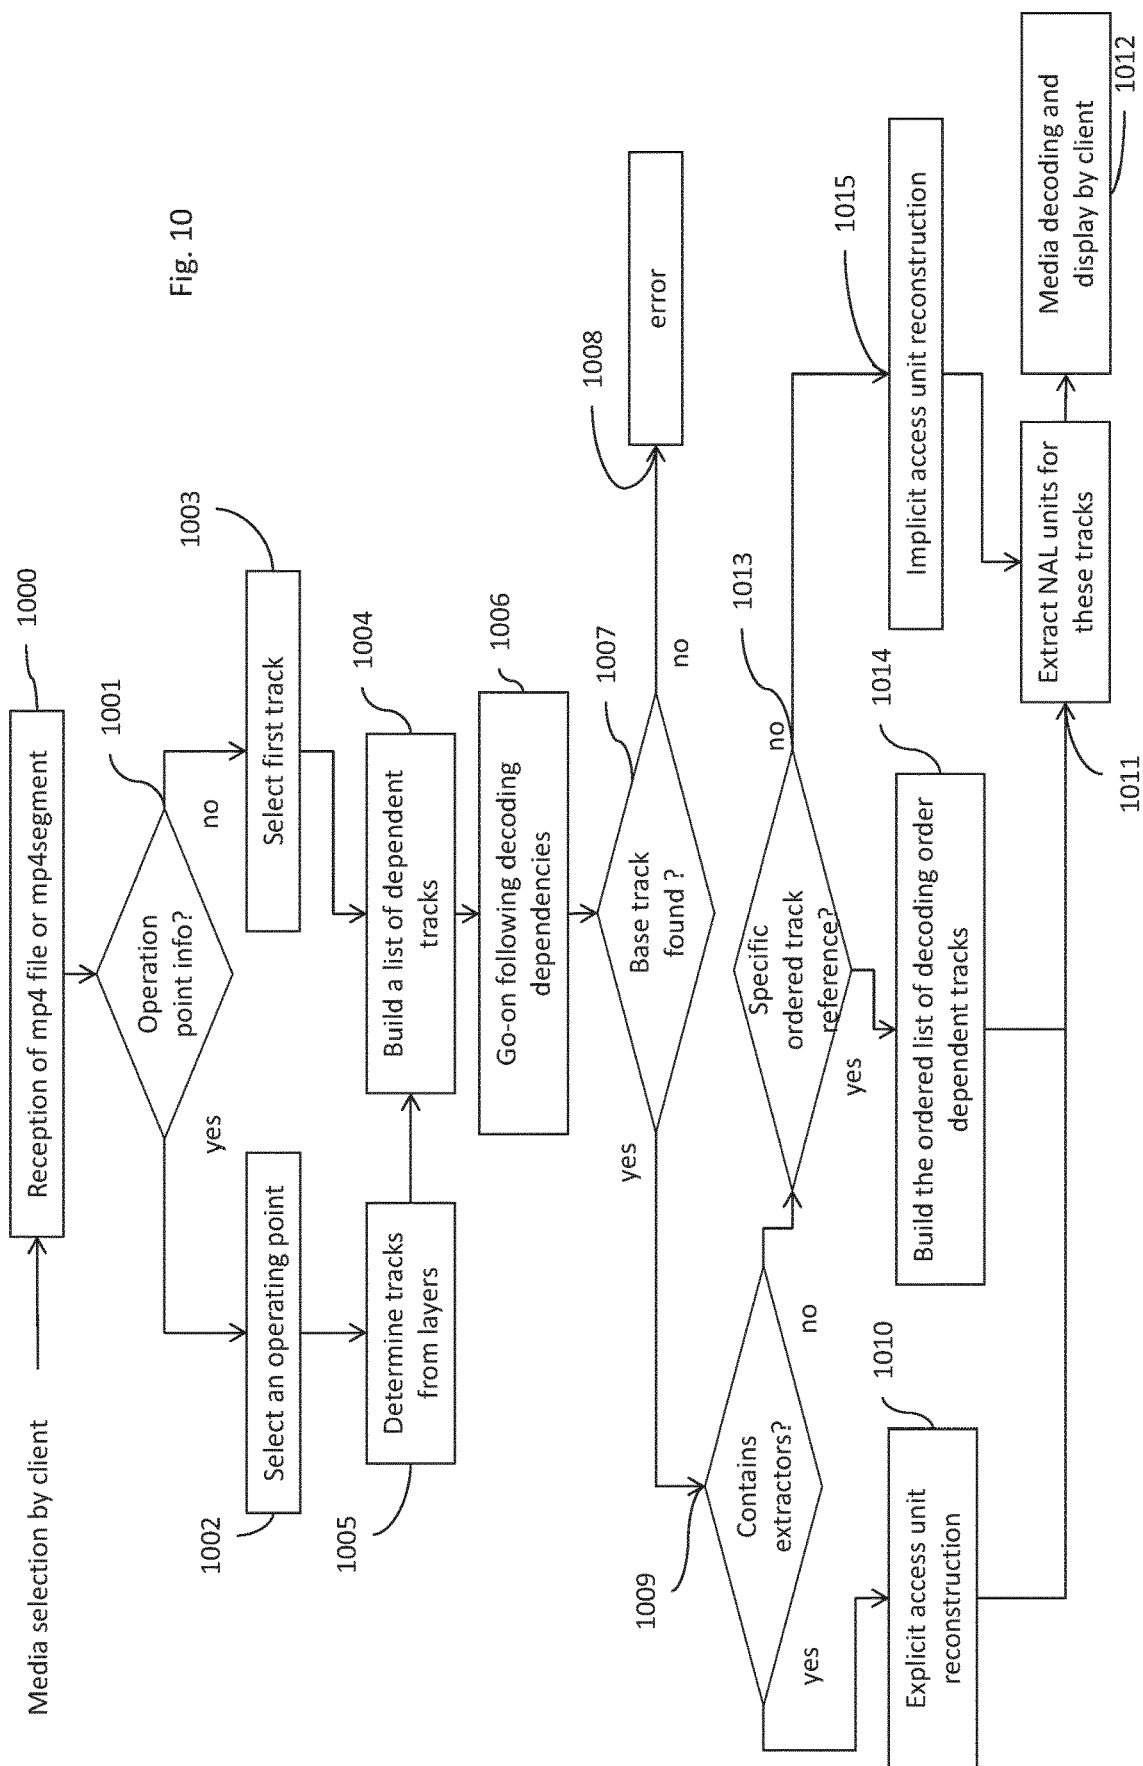 Fig. 10
Media selection by client
Reception of mp4 file or mp4segment
1000
Operation
point info?
1001
yes
no
Select an operating point
1002
Select first track
1003
Determine tracks
from layers
1005
Build a list of dependent
tracks
1004
Go-on following decoding
dependencies
1006
Base track
found ?
1007
yes
no
error
1008
Contains
extractors?
1009
yes
no
Specific
ordered track
reference?
1013
yes
no
Explicit access unit
reconstruction
1010
Build the ordered list of decoding order
dependent tracks
1014
Implicit access unit reconstruction
1015
Extract NAL units for
these tracks
1011
Media decoding and
display by client
1012